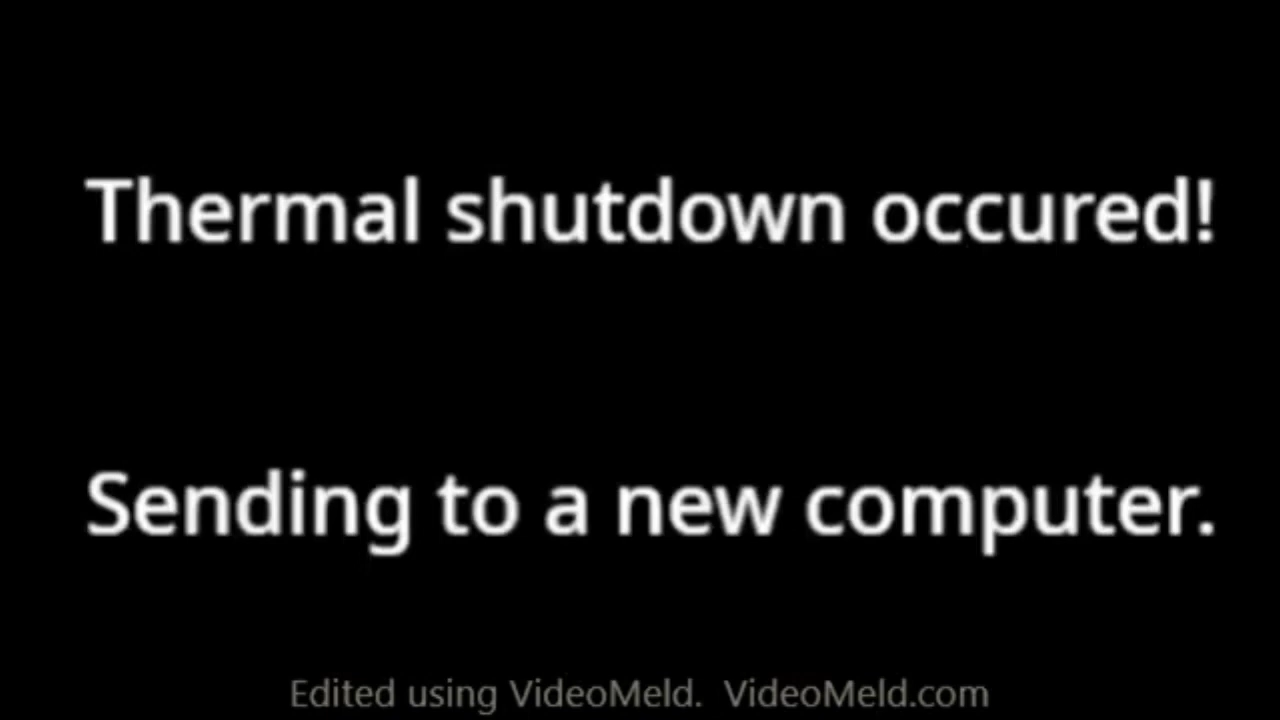 Thermal shutdown occured!
Sending to a new computer.
Edited using VideoMeld. VideoMeld.com